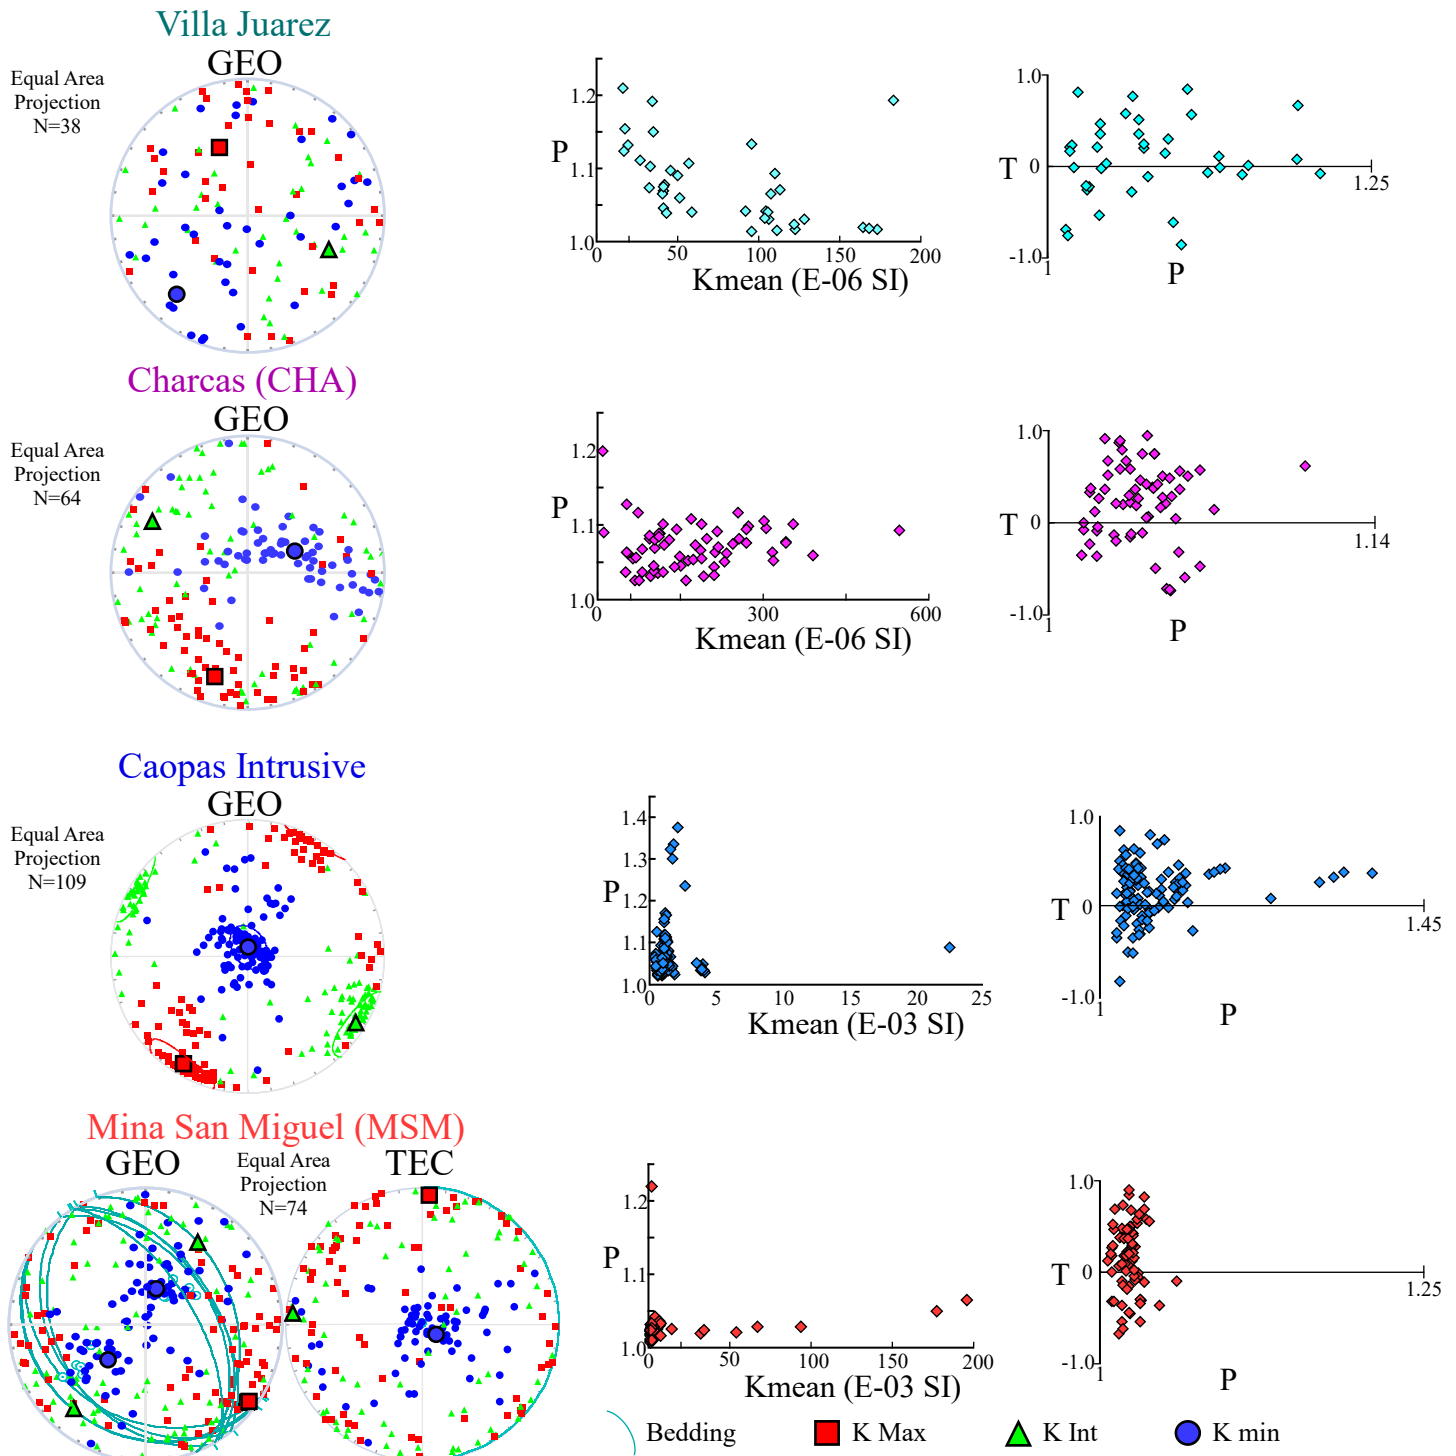 Villa Juarez
GEO
Equal Area
Projection
N=38
P
1.2
1.1
1.0
0
50
100
150
200
Kmean (E-06 SI)
1.0
T 0
-1.0
1
1.25
P
Charcas (CHA)
GEO
Equal Area
Projection
N=64
P
1.2
1.1
1.0
0
300
600
Kmean (E-06 SI)
1.0
T 0
-1.0
1
1.14
P
Caopas Intrusive
GEO
Equal Area
Projection
N=109
P
1.4
1.3
1.2
1.1
1.0
0
5
10
15
20
25
Kmean (E-03 SI)
1.0
T 0
-1.0
1
1.45
P
Mina San Miguel (MSM)
GEO
Equal Area
Projection
N=74
TEC
P
1.2
1.1
1.0
0
50
100
150
200
Kmean (E-03 SI)
1.0
T 0
-1.0
1
1.25
P
Bedding
K Max
K Int
K min